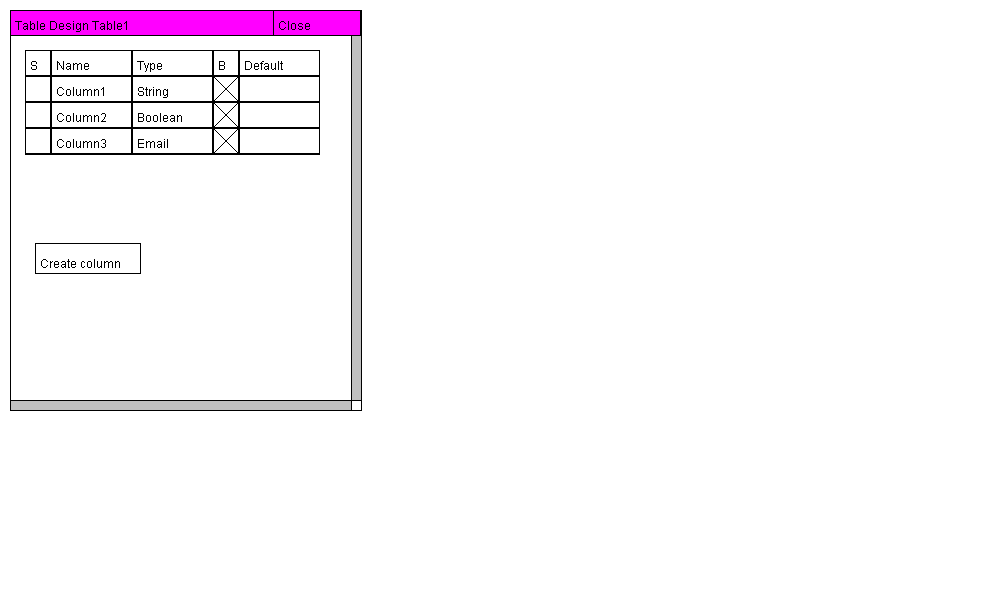 Table Design Table1 Close
S Name Type B Default
Column1 String
Column2 Boolean
Column3 Email
Create column